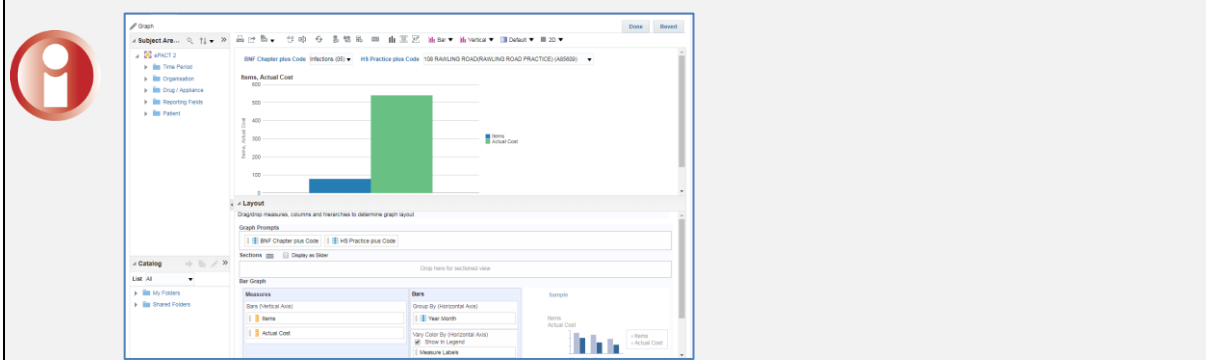 Graph
Done Revert
Subject Are...
Bar Vertical Default 2D
ePACT 2
Time Period
Organisation
Drug / Appliance
Reporting Fields
Patient
BNF Chapter plus Code Infections (05) HS Practice plus Code 108 RAWLING ROAD(RAWLING ROAD PRACTICE) (A85609)
Items, Actual Cost
600
500
400
300
200
100
0
Items, Actual Cost
Items
Actual Cost
Layout
Drag/drop measures, columns and hierarchies to determine graph layout
Graph Prompts
BNF Chapter plus Code HS Practice plus Code
Sections Display as Slider
Drop here for sectioned view
Catalog
List All
My Folders
Shared Folders
Bar Graph
Measures
Bars (Vertical Axis)
Items
Actual Cost
Bars
Group By (Horizontal Axis)
Year Month
Vary Color By (Horizontal Axis)
Show In Legend
Measure Labels
Sample
Items
Actual Cost
Items
Actual Cost